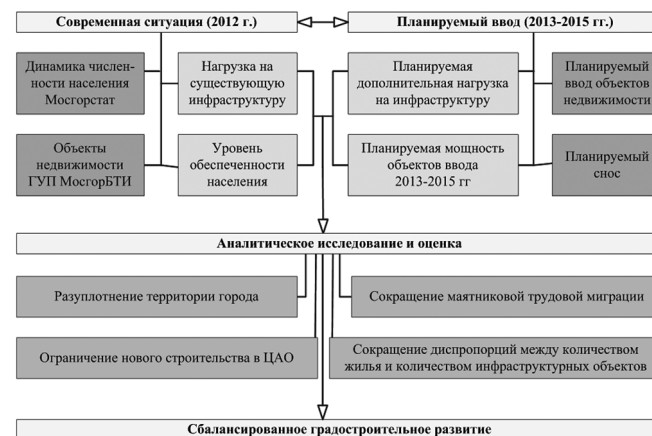 Современная ситуация (2012 г.)
Планируемый ввод (2013-2015 гг.)
Динамика числен-
ности населения
Мосгорстат
Нагрузка на
существующую
инфраструктуру
Планируемая
дополнительная нагрузка
на инфраструктуру
Планируемый
ввод объектов
недвижимости
Объекты
недвижимости
ГУП МосгорБТИ
Уровень
обеспеченности
населения
Планируемая мощность
объектов ввода
2013-2015 гг
Планируемый
снос
Аналитическое исследование и оценка
Разуплотнение территории города
Сокращение маятниковой трудовой миграции
Ограничение нового строительства в ЦАО
Сокращение диспропорций между количеством
жилья и количеством инфраструктурных объектов
Сбалансированное градостроительное развитие